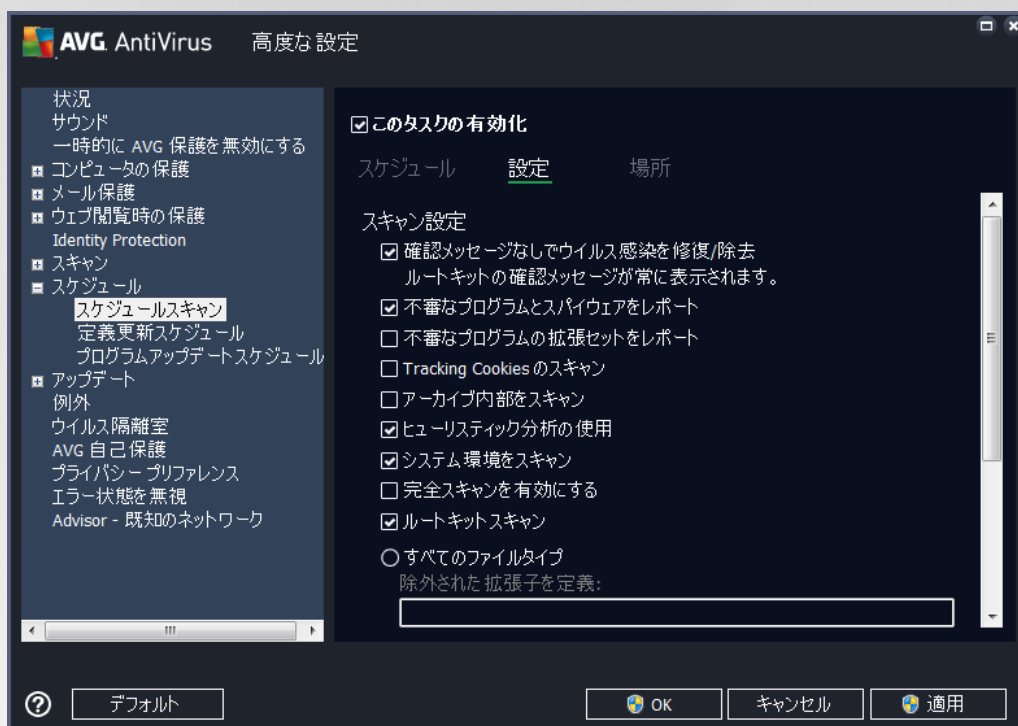 AVG. AntiVirus 高度な設定
状況
サウンド
一時的に AVG 保護を無効にする
コンピュータの保護
メール保護
ウェブ閲覧時の保護
Identity Protection
スキャン
スケジュール
スケジュールスキャン
定義更新スケジュール
プログラムアップデートスケジュール
アップデート
例外
ウイルス隔離室
AVG 自己保護
プライバシー プリファレンス
エラー状態を無視
Advisor - 既知のネットワーク
このタスクの有効化
スケジュール 設定 場所
スキャン設定
確認メッセージなしでウイルス感染を修復/除去
ルートキットの確認メッセージが常に表示されます。
不審なプログラムとスパイウェアをレポート
不審なプログラムの拡張セットをレポート
Tracking Cookies のスキャン
アーカイブ内部をスキャン
ヒューリスティック分析の使用
システム環境をスキャン
完全スキャンを有効にする
ルートキットスキャン
すべてのファイルタイプ
除外された拡張子を定義:
デフォルト OK キャンセル 適用